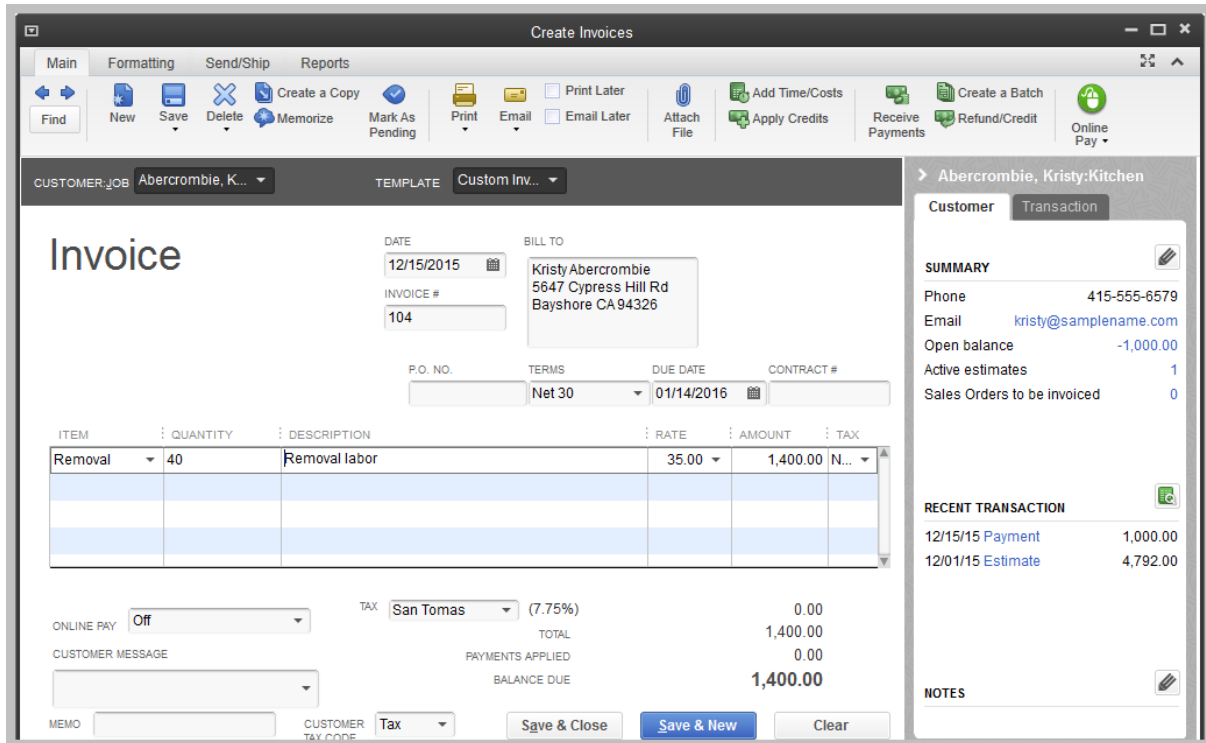 Create Invoices
Main Formatting Send/Ship Reports
Find
New
Save
Delete
Create a Copy
Memorize
Mark As
Pending
Print
Email
Print Later
Email Later
Attach
File
Add Time/Costs
Apply Credits
Receive
Payments
Create a Batch
Refund/Credit
Online
Pay
CUSTOMER:JOB Abercrombie, K... TEMPLATE Custom Inv...
Invoice
DATE
12/15/2015
INVOICE #
104
BILL TO
Kristy Abercrombie
5647 Cypress Hill Rd
Bayshore CA 94326
P.O. NO. TERMS DUE DATE CONTRACT #
Net 30 01/14/2016
ITEM QUANTITY DESCRIPTION RATE AMOUNT TAX
Removal 40 Removal labor 35.00 1,400.00 N...
ONLINE PAY Off
TAX San Tomas (7.75%) 0.00
TOTAL 1,400.00
CUSTOMER MESSAGE
PAYMENTS APPLIED 0.00
BALANCE DUE 1,400.00
MEMO
CUSTOMER
TAX CODE
Tax
Save & Close Save & New Clear
Abercrombie, Kristy:Kitchen
Customer Transaction
SUMMARY
Phone 415-555-6579
Email kristy@samplename.com
Open balance -1,000.00
Active estimates 1
Sales Orders to be invoiced 0
RECENT TRANSACTION
12/15/15 Payment 1,000.00
12/01/15 Estimate 4,792.00
NOTES